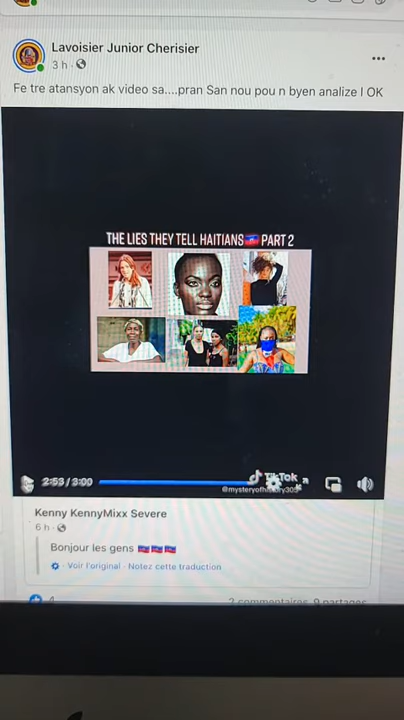 Lavoisier Junior Cherisier
3 h ·
Fe tre atansyon ak video sa....pran San nou pou n byen analize l OK
THE LIES THEY TELL HAITIANS🇭🇹 PART 2
2:53 / 3:00
TikTok
Kenny KennyMixx Severe
6 h ·
Bonjour les gens 🇭🇹🇭🇹🇭🇹
· Voir l'original · Notez cette traduction
4
2 commentaires 9 partages